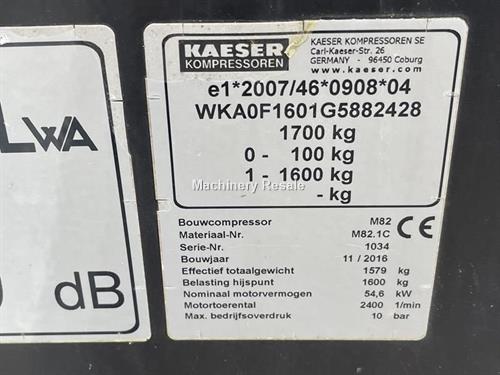 LWA
dB
KAESER
KOMPRESSOREN
KAESER KOMPRESSOREN SE
Carl-Kaeser-Str. 26
GERMANY - 96450 Coburg
www.kaeser.com
e1*2007/46*0908*04
WKA0F1601G5882428
1700 kg
0 - 100 kg
1 - 1600 kg
- kg
Machinery Resale
Bouwcompressor M82
Materiaal-Nr. M82.1C
Serie-Nr. 1034
Bouwjaar 11 / 2016
Effectief totaalgewicht 1579 kg
Belasting hijspunt 1600 kg
Nominaal motorvermogen 54,6 kW
Motortoerental 2400 1/min
Max. bedrijfsoverdruk 10 bar
CE